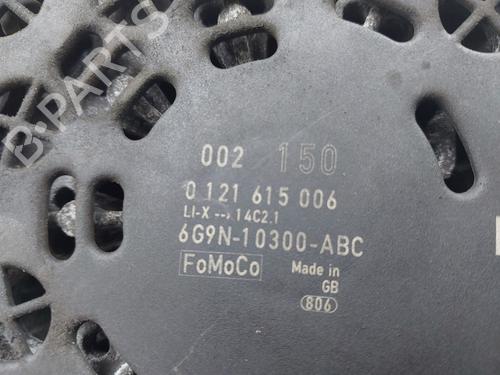 B-PARTS
002 150
0 121 615 006
LI-X --> 14C2.1
6G9N-10300-ABC
FoMoCo Made in
GB
806